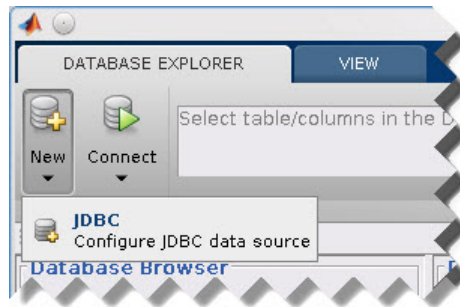 DATABASE EXPLORER
VIEW
Select table/columns in the
New
Connect
JDBC
Configure JDBC data source
Database Browser